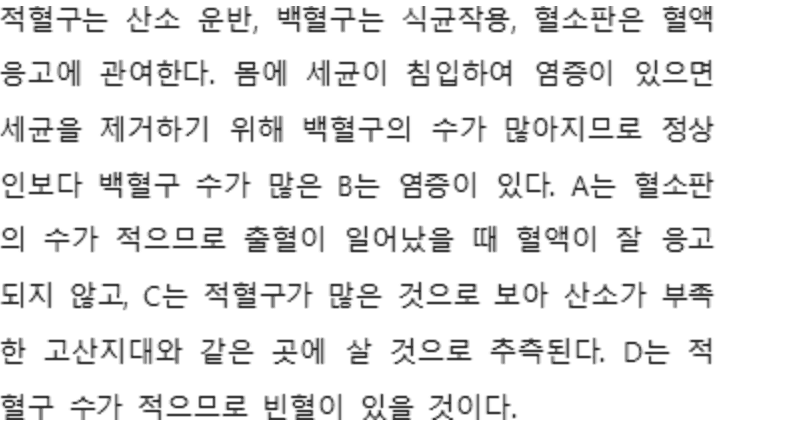 적혈구는 산소 운반, 백혈구는 식균작용, 혈소판은 혈액
응고에 관여한다. 몸에 세균이 침입하여 염증이 있으면
세균을 제거하기 위해 백혈구의 수가 많아지므로 정상
인보다 백혈구 수가 많은 B는 염증이 있다. A는 혈소판
의 수가 적으므로 출혈이 일어났을 때 혈액이 잘 응고
되지 않고, C는 적혈구가 많은 것으로 보아 산소가 부족
한 고산지대와 같은 곳에 살 것으로 추측된다. D는 적
혈구 수가 적으므로 빈혈이 있을 것이다.